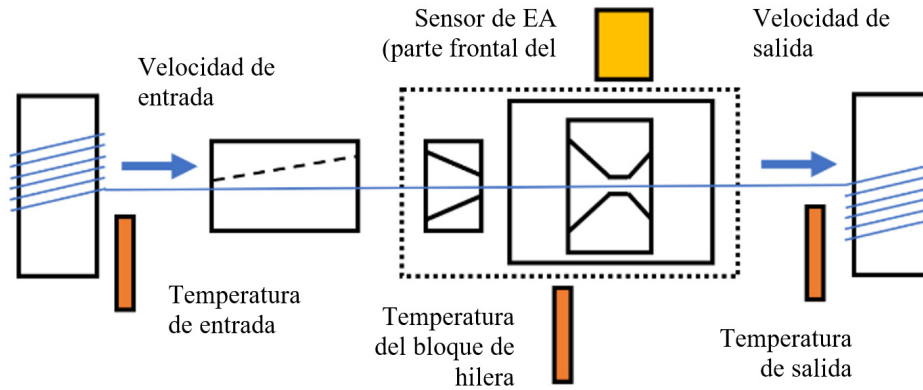 Sensor de EA
(parte frontal del
Velocidad de
salida
Velocidad de
entrada
Temperatura
de entrada
Temperatura
del bloque de
hilera
Temperatura
de salida